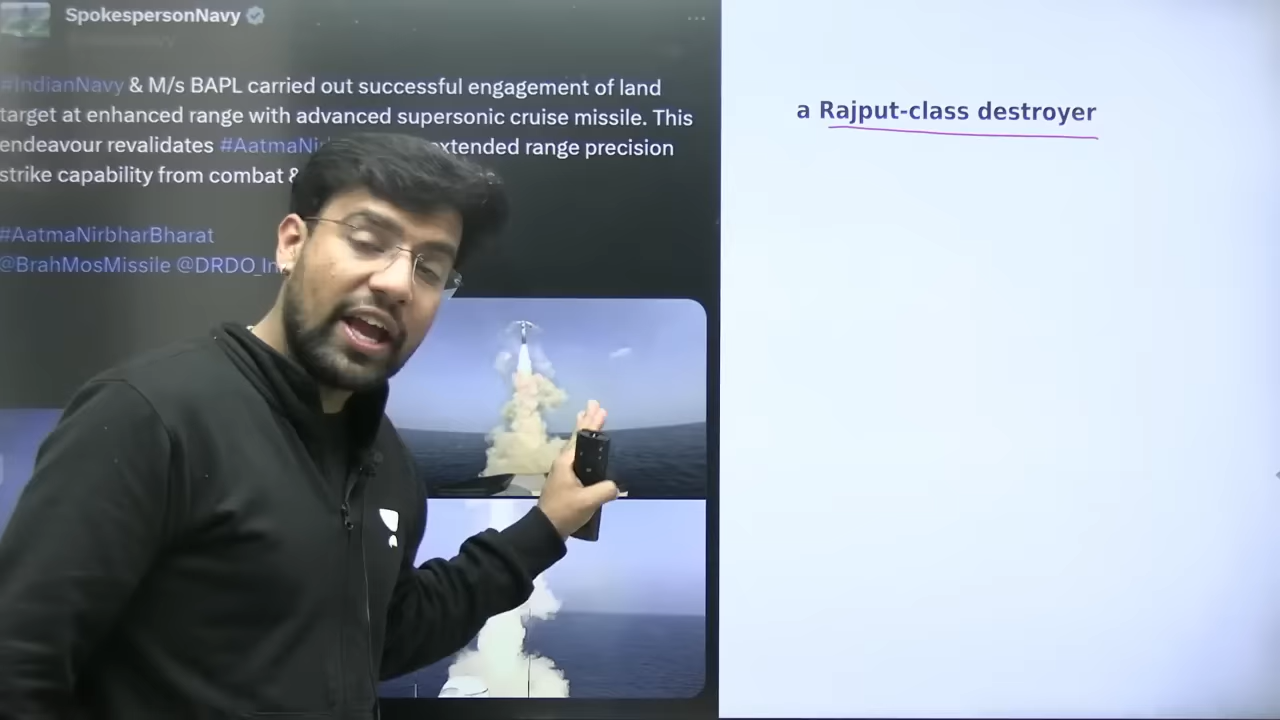 SpokespersonNavy
#IndianNavy & M/s BAPL carried out successful engagement of land
target at enhanced range with advanced supersonic cruise missile. This
endeavour revalidates #AatmaNi extended range precision
strike capability from combat &
#AatmaNirbharBharat
@BrahMosMissile @DRDO_In
a Rajput-class destroyer